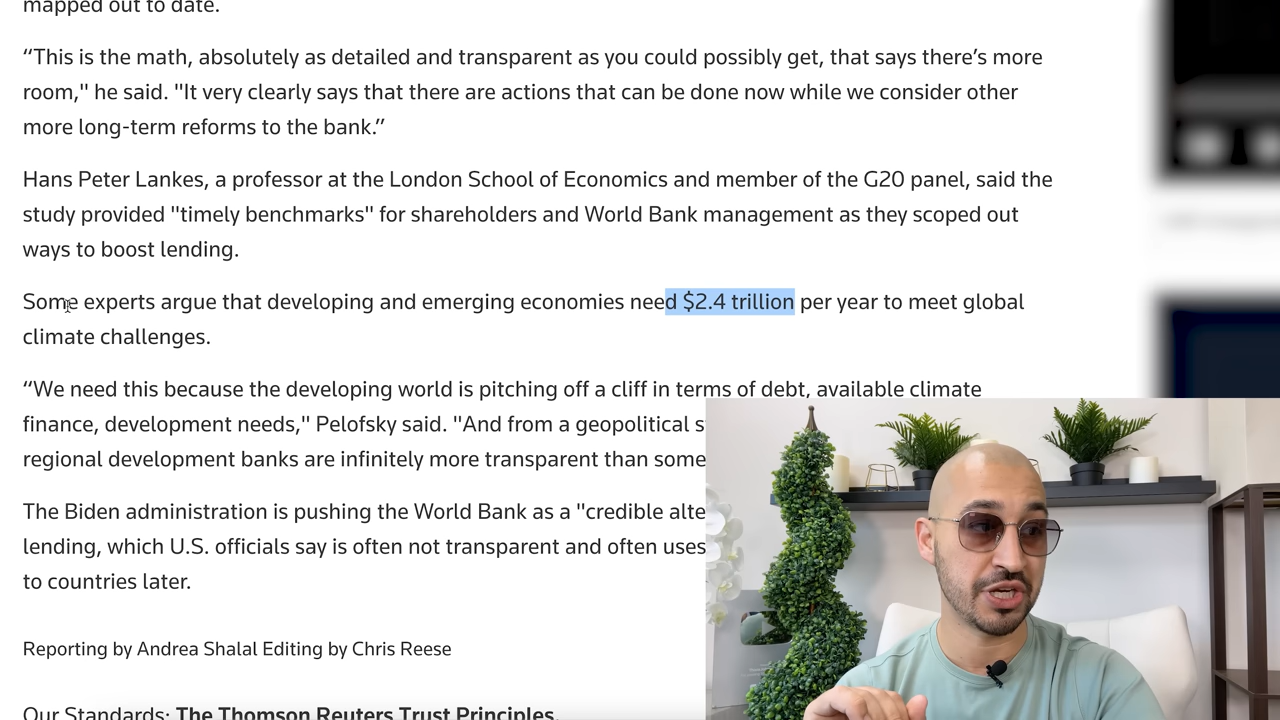 mapped out to date.
“This is the math, absolutely as detailed and transparent as you could possibly get, that says there’s more
room," he said. "It very clearly says that there are actions that can be done now while we consider other
more long-term reforms to the bank.”
Hans Peter Lankes, a professor at the London School of Economics and member of the G20 panel, said the
study provided "timely benchmarks" for shareholders and World Bank management as they scoped out
ways to boost lending.
Some experts argue that developing and emerging economies need $2.4 trillion per year to meet global
climate challenges.
“We need this because the developing world is pitching off a cliff in terms of debt, available climate
finance, development needs," Pelofsky said. "And from a geopolitical
regional development banks are infinitely more transparent than some
The Biden administration is pushing the World Bank as a "credible
lending, which U.S. officials say is often not transparent and often uses
to countries later.
Reporting by Andrea Shalal Editing by Chris Reese
Our Standards: The Thomson Reuters Trust Principles.